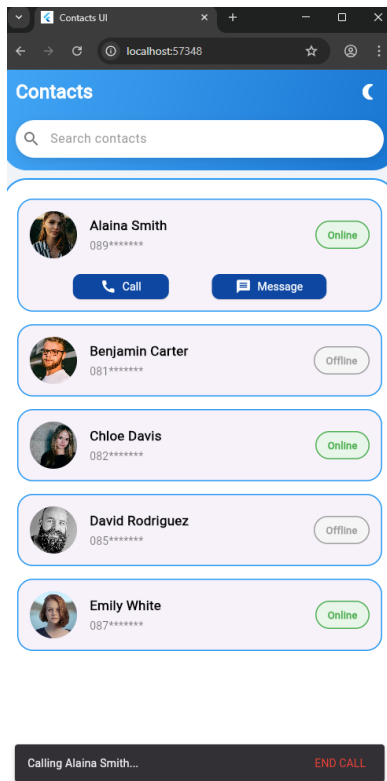 Contacts UI
localhost:57348
Contacts
Search contacts
Alaina Smith
089*******
Online
Call
Message
Benjamin Carter
081*******
Offline
Chloe Davis
082*******
Online
David Rodriguez
085*******
Offline
Emily White
087*******
Online
Calling Alaina Smith...
END CALL